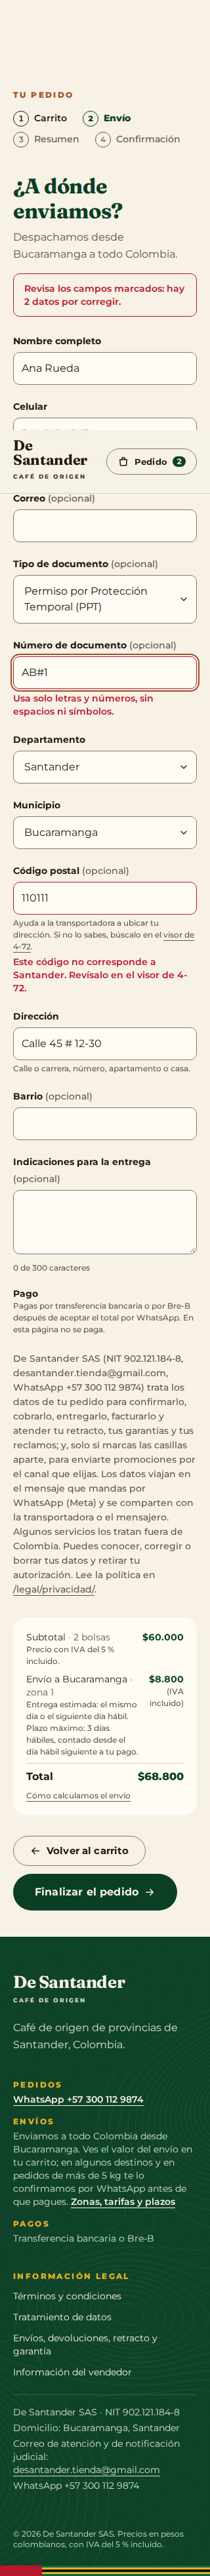 TU PEDIDO
1 Carrito 2 Envío
3 Resumen 4 Confirmación
¿A dónde
enviamos?
Despachamos desde
Bucaramanga a todo Colombia.
Revisa los campos marcados: hay
2 datos por corregir.
Nombre completo
Ana Rueda
Celular
De
Santander
CAFÉ DE ORIGEN
Pedido 2
Correo (opcional)
Tipo de documento (opcional)
Permiso por Protección
Temporal (PPT)
Número de documento (opcional)
AB#1
Usa solo letras y números, sin
espacios ni símbolos.
Departamento
Santander
Municipio
Bucaramanga
Código postal (opcional)
110111
Ayuda a la transportadora a ubicar tu
dirección. Si no lo sabes, búscalo en el visor de
4-72.
Este código no corresponde a
Santander. Revísalo en el visor de 4-
72.
Dirección
Calle 45 # 12-30
Calle o carrera, número, apartamento o casa.
Barrio (opcional)
Indicaciones para la entrega
(opcional)
0 de 300 caracteres
Pago
Pagas por transferencia bancaria o por Bre-B
después de aceptar el total por WhatsApp. En
esta página no se paga.
De Santander SAS (NIT 902.121.184-8,
desantander.tienda@gmail.com,
WhatsApp +57 300 112 9874) trata los
datos de tu pedido para confirmarlo,
cobrarlo, entregarlo, facturarlo y
atender tu retracto, tus garantías y tus
reclamos; y, solo si marcas las casillas
aparte, para enviarte promociones por
el canal que elijas. Los datos viajan en
el mensaje que mandas por
WhatsApp (Meta) y se comparten con
la transportadora o el mensajero.
Algunos servicios los tratan fuera de
Colombia. Puedes conocer, corregir o
borrar tus datos y retirar tu
autorización. Lee la política en
/legal/privacidad/.
Subtotal · 2 bolsas $60.000
Precio con IVA del 5 %
incluido.
Envío a Bucaramanga · $8.800
zona 1 (IVA
incluido)
Entrega estimada: el mismo
día o el siguiente día hábil.
Plazo máximo: 3 días
hábiles, contado desde el
día hábil siguiente a tu pago.
Total $68.800
Cómo calculamos el envío
← Volver al carrito
Finalizar el pedido →
De Santander
CAFÉ DE ORIGEN
Café de origen de provincias de
Santander, Colombia.
PEDIDOS
WhatsApp +57 300 112 9874
ENVÍOS
Enviamos a todo Colombia desde
Bucaramanga. Ves el valor del envío en
tu carrito; en algunos destinos y en
pedidos de más de 5 kg te lo
confirmamos por WhatsApp antes de
que pagues. Zonas, tarifas y plazos
PAGOS
Transferencia bancaria o Bre-B
INFORMACIÓN LEGAL
Términos y condiciones
Tratamiento de datos
Envíos, devoluciones, retracto y
garantía
Información del vendedor
De Santander SAS · NIT 902.121.184-8
Domicilio: Bucaramanga, Santander
Correo de atención y de notificación
judicial:
desantander.tienda@gmail.com
WhatsApp +57 300 112 9874
© 2026 De Santander SAS. Precios en pesos
colombianos, con IVA del 5 % incluido.